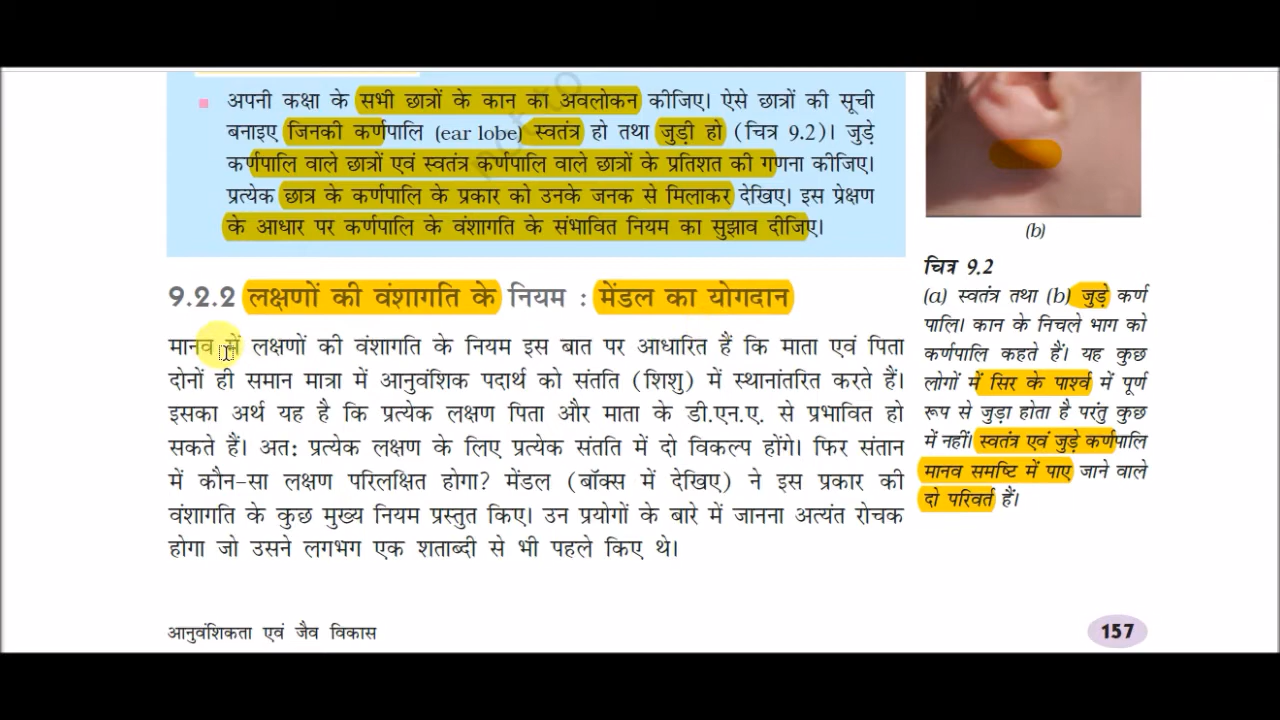 अपनी कक्षा के सभी छात्रों के कान का अवलोकन कीजिए। ऐसे छात्रों की सूची
बनाइए जिनकी कर्णपालि (ear lobe) स्वतंत्र हो तथा जुड़ी हो (चित्र 9.2)। जुड़े
कर्णपालि वाले छात्रों एवं स्वतंत्र कर्णपालि वाले छात्रों के प्रतिशत की गणना कीजिए।
प्रत्येक छात्र के कर्णपालि के प्रकार को उनके जनक से मिलाकर देखिए। इस प्रेक्षण
के आधार पर कर्णपालि के वंशागति के संभावित नियम का सुझाव दीजिए।
9.2.2 लक्षणों की वंशागति के नियम : मेंडल का योगदान
मानव में लक्षणों की वंशागति के नियम इस बात पर आधारित हैं कि माता एवं पिता
दोनों ही समान मात्रा में आनुवंशिक पदार्थ को संतति (शिशु) में स्थानांतरित करते हैं।
इसका अर्थ यह है कि प्रत्येक लक्षण पिता और माता के डी.एन.ए. से प्रभावित हो
सकते हैं। अत: प्रत्येक लक्षण के लिए प्रत्येक संतति में दो विकल्प होंगे। फिर संतान
में कौन-सा लक्षण परिलक्षित होगा? मेंडल (बॉक्स में देखिए) ने इस प्रकार की
वंशागति के कुछ मुख्य नियम प्रस्तुत किए। उन प्रयोगों के बारे में जानना अत्यंत रोचक
होगा जो उसने लगभग एक शताब्दी से भी पहले किए थे।
(b)
चित्र 9.2
(a) स्वतंत्र तथा (b) जुड़े कर्ण
पालि। कान के निचले भाग को
कर्णपालि कहते हैं। यह कुछ
लोगों में सिर के पार्श्व में पूर्ण
रूप से जुड़ा होता है परंतु कुछ
में नहीं। स्वतंत्र एवं जुड़े कर्णपालि
मानव समष्टि में पाए जाने वाले
दो परिवर्त हैं।
आनुवंशिकता एवं जैव विकास
157